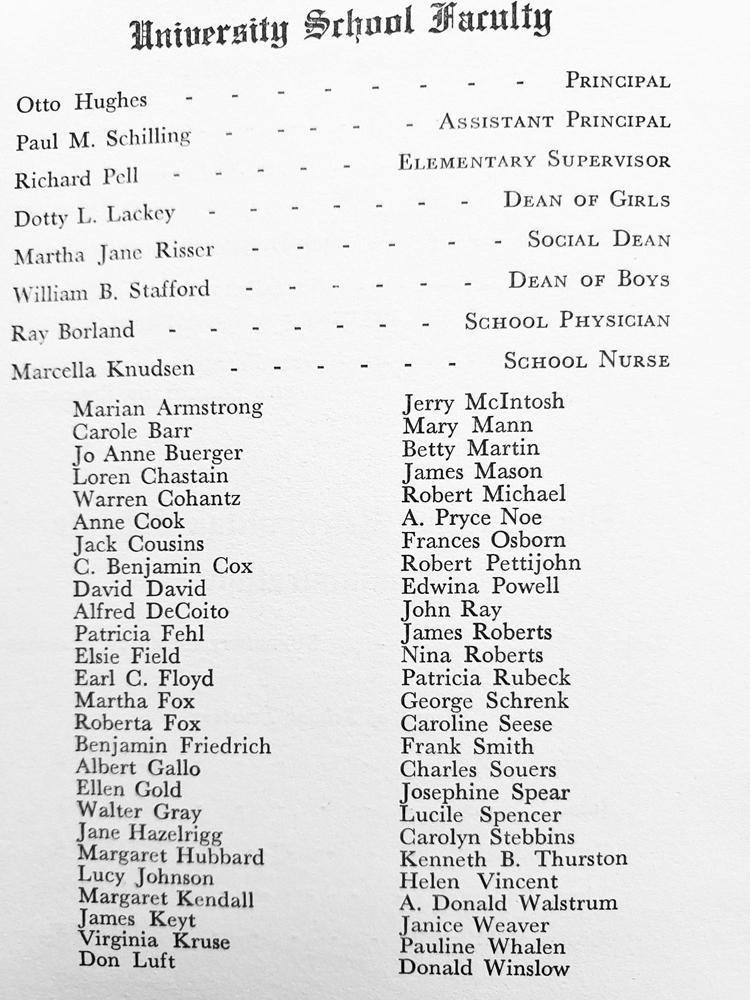 University School Faculty
Otto Hughes - - - - - - - - PRINCIPAL
Paul M. Schilling - - - - - ASSISTANT PRINCIPAL
Richard Pell - - - - - ELEMENTARY SUPERVISOR
Dotty L. Lackey - - - - - - - DEAN OF GIRLS
Martha Jane Risser - - - - - - SOCIAL DEAN
William B. Stafford - - - - - - DEAN OF BOYS
Ray Borland - - - - - - - SCHOOL PHYSICIAN
Marcella Knudsen - - - - - - SCHOOL NURSE
Marian Armstrong
Carole Barr
Jo Anne Buerger
Loren Chastain
Warren Cohantz
Anne Cook
Jack Cousins
C. Benjamin Cox
David David
Alfred DeCoito
Patricia Fehl
Elsie Field
Earl C. Floyd
Martha Fox
Roberta Fox
Benjamin Friedrich
Albert Gallo
Ellen Gold
Walter Gray
Jane Hazelrigg
Margaret Hubbard
Lucy Johnson
Margaret Kendall
James Keyt
Virginia Kruse
Don Luft
Jerry McIntosh
Mary Mann
Betty Martin
James Mason
Robert Michael
A. Pryce Noe
Frances Osborn
Robert Pettijohn
Edwina Powell
John Ray
James Roberts
Nina Roberts
Patricia Rubeck
George Schrenk
Caroline Seese
Frank Smith
Charles Souers
Josephine Spear
Lucile Spencer
Carolyn Stebbins
Kenneth B. Thurston
Helen Vincent
A. Donald Walstrum
Janice Weaver
Pauline Whalen
Donald Winslow